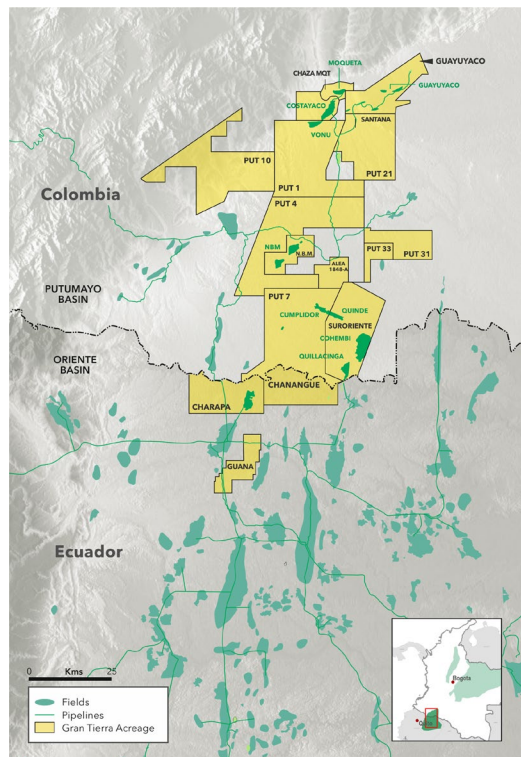 GUAYUYACO
MOQUETA
CHAZA MQT
GUAYUYACO
COSTAYACO
SANTANA
YONU
PUT 10
PUT 1
PUT 21
Colombia
PUT 4
NBM
N.B.M.
PUT 33
PUT 31
ALEA
1848-A
PUTUMAYO
BASIN
PUT 7
CUMPLIDOR
QUINDE
SURORIENTE
COHEMBI
ORIENTE
BASIN
QUILLACINGA
CHANANGUE
CHARAPA
GUANA
Ecuador
0 Kms 25
Fields
Pipelines
Gran Tierra Acreage
Bogota